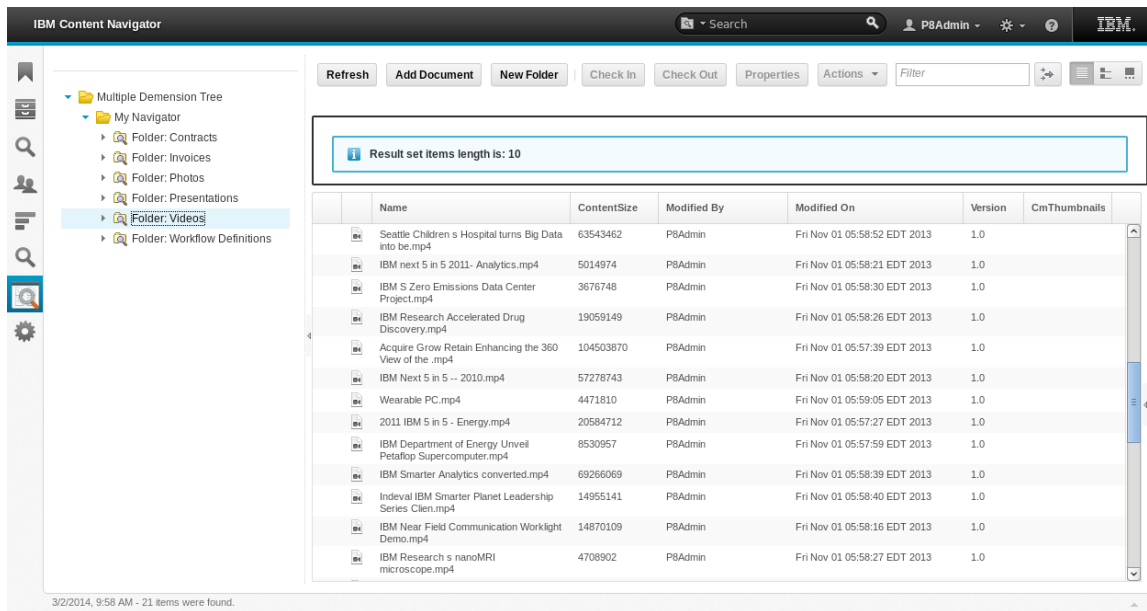 IBM Content Navigator
Search
P8Admin
IBM.
Refresh Add Document New Folder Check In Check Out Properties Actions Filter
Multiple Demension Tree
My Navigator
Folder: Contracts
Folder: Invoices
Folder: Photos
Folder: Presentations
Folder: Videos
Folder: Workflow Definitions
Result set items length is: 10
Name ContentSize Modified By Modified On Version CmThumbnails
Seattle Children s Hospital turns Big Data 63543462 P8Admin Fri Nov 01 05:58:52 EDT 2013 1.0
into be.mp4
IBM next 5 in 5 2011- Analytics.mp4 5014974 P8Admin Fri Nov 01 05:58:21 EDT 2013 1.0
IBM S Zero Emissions Data Center 3676748 P8Admin Fri Nov 01 05:58:30 EDT 2013 1.0
Project.mp4
IBM Research Accelerated Drug 19059149 P8Admin Fri Nov 01 05:58:26 EDT 2013 1.0
Discovery.mp4
Acquire Grow Retain Enhancing the 360 104503870 P8Admin Fri Nov 01 05:57:39 EDT 2013 1.0
View of the .mp4
IBM Next 5 in 5 -- 2010.mp4 57278743 P8Admin Fri Nov 01 05:58:20 EDT 2013 1.0
Wearable PC.mp4 4471810 P8Admin Fri Nov 01 05:59:05 EDT 2013 1.0
2011 IBM 5 in 5 - Energy.mp4 20584712 P8Admin Fri Nov 01 05:57:27 EDT 2013 1.0
IBM Department of Energy Unveil 8530957 P8Admin Fri Nov 01 05:57:59 EDT 2013 1.0
Petaflop Supercomputer.mp4
IBM Smarter Analytics converted.mp4 69266069 P8Admin Fri Nov 01 05:58:39 EDT 2013 1.0
Indeval IBM Smarter Planet Leadership 14955141 P8Admin Fri Nov 01 05:58:40 EDT 2013 1.0
Series Clien.mp4
IBM Near Field Communication Worklight 14870109 P8Admin Fri Nov 01 05:58:16 EDT 2013 1.0
Demo.mp4
IBM Research s nanoMRI 4708902 P8Admin Fri Nov 01 05:58:27 EDT 2013 1.0
microscope.mp4
3/2/2014, 9:58 AM - 21 items were found.